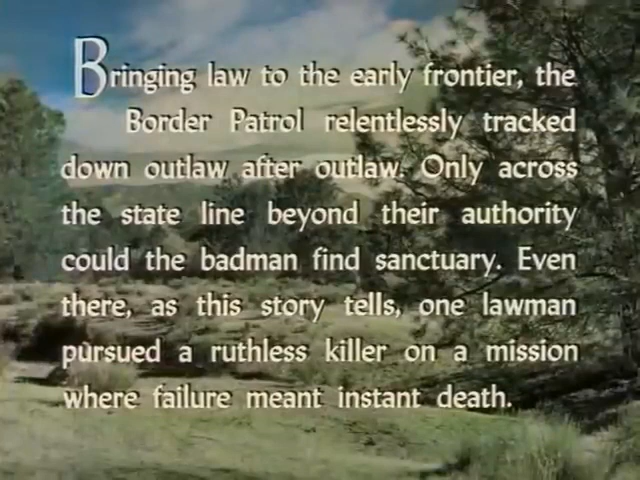 Bringing law to the early frontier, the
Border Patrol relentlessly tracked
down outlaw after outlaw. Only across
the state line beyond their authority
could the badman find sanctuary. Even
there, as this story tells, one lawman
pursued a ruthless killer on a mission
where failure meant instant death.